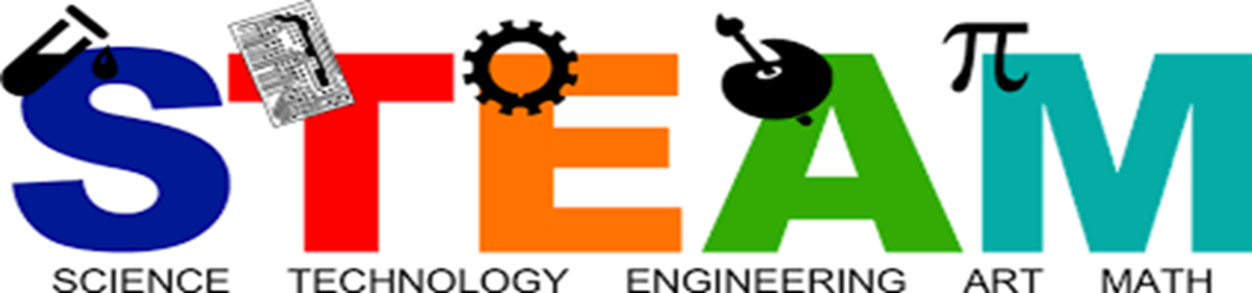 STEAM
π
SCIENCE TECHNOLOGY ENGINEERING ART MATH